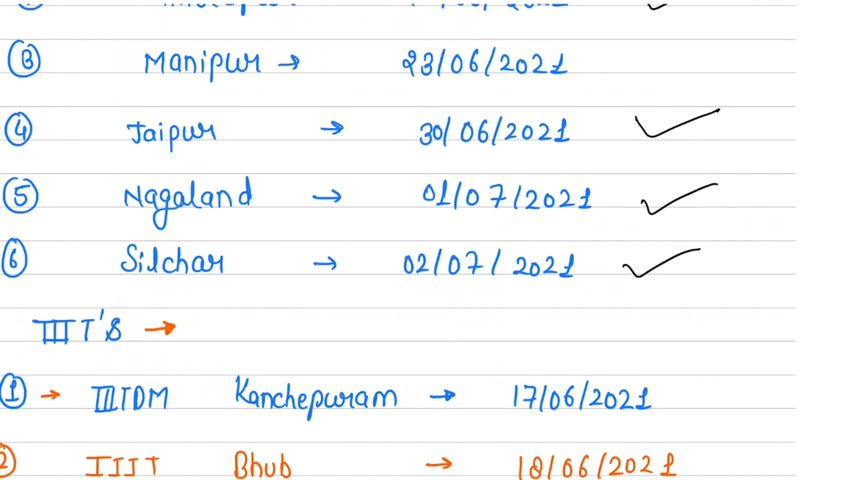 ③ Manipur → 23/06/2021
④ Jaipur → 30/06/2021 ✓
⑤ Nagaland → 01/07/2021 ✓
⑥ Silchar → 02/07/2021 ✓
IIIT'S →
① → IIITDM Kanchepuram → 17/06/2021
② IIIT Bhub → 18/06/2021